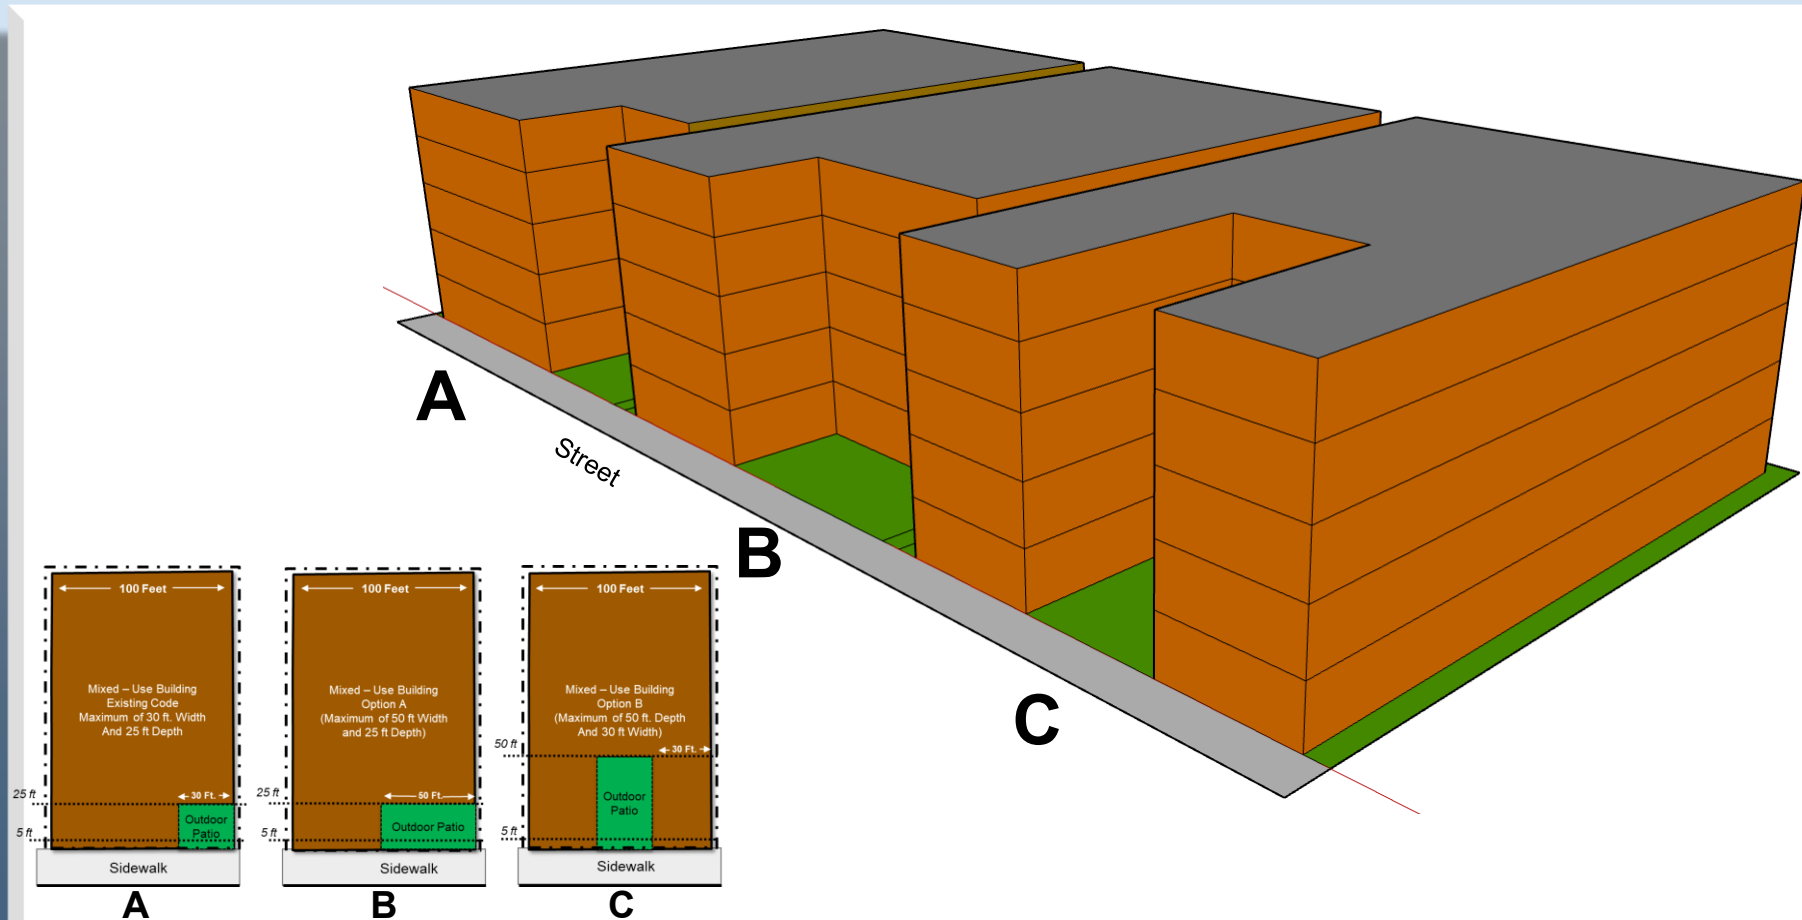 A
Street
B
C
100 Feet
Mixed – Use Building
Existing Code
Maximum of 30 ft. Width
And 25 ft Depth
25 ft
30 Ft.
Outdoor
Patio
5 ft
Sidewalk
A
100 Feet
Mixed – Use Building
Option A
(Maximum of 50 ft Width
and 25 ft Depth)
25 ft
50 Ft.
Outdoor Patio
5 ft
Sidewalk
B
100 Feet
Mixed – Use Building
Option B
(Maximum of 50 ft. Depth
And 30 ft Width)
50 ft
30 Ft.
Outdoor
Patio
5 ft
Sidewalk
C